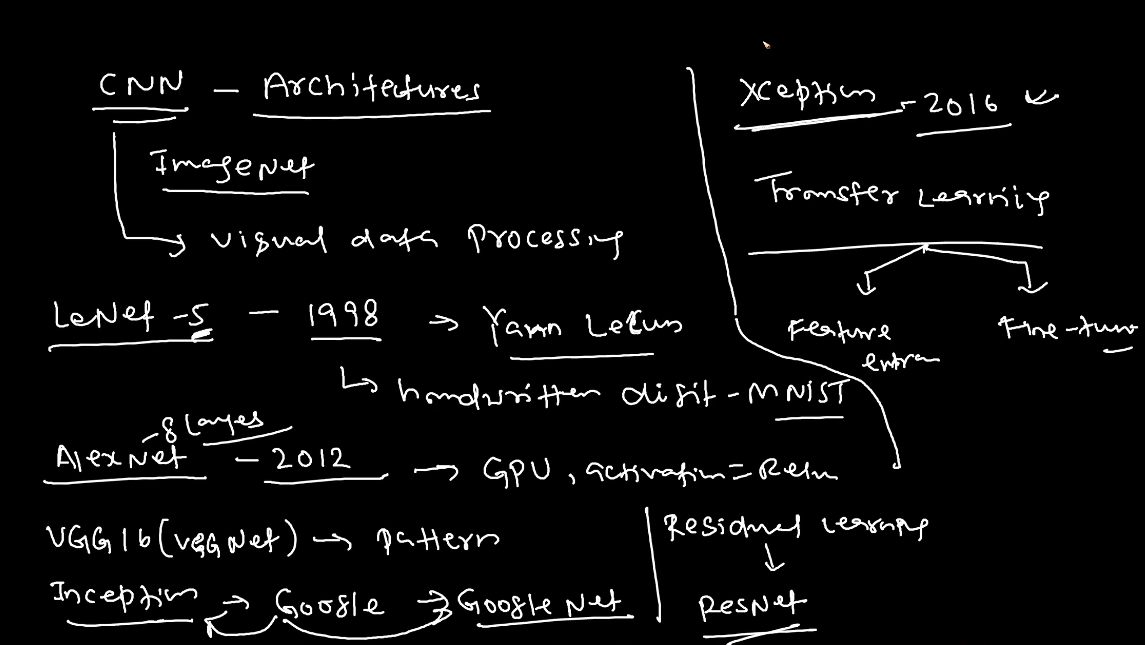 CNN - Architectures
ImageNet
→ visual data processing
LeNet-5 - 1998 → Yann Lecun
↳ handwritten digit - MNIST
- 8 Layes
AlexNet - 2012 → GPU, activation = Relu
VGG16 (VGGNet) → pattern
Inception → Google → GoogleNet
Residual learning
↓
ResNet
Xception - 2016 ✓
Transfer Learning
Feature
extra
Fine-tune